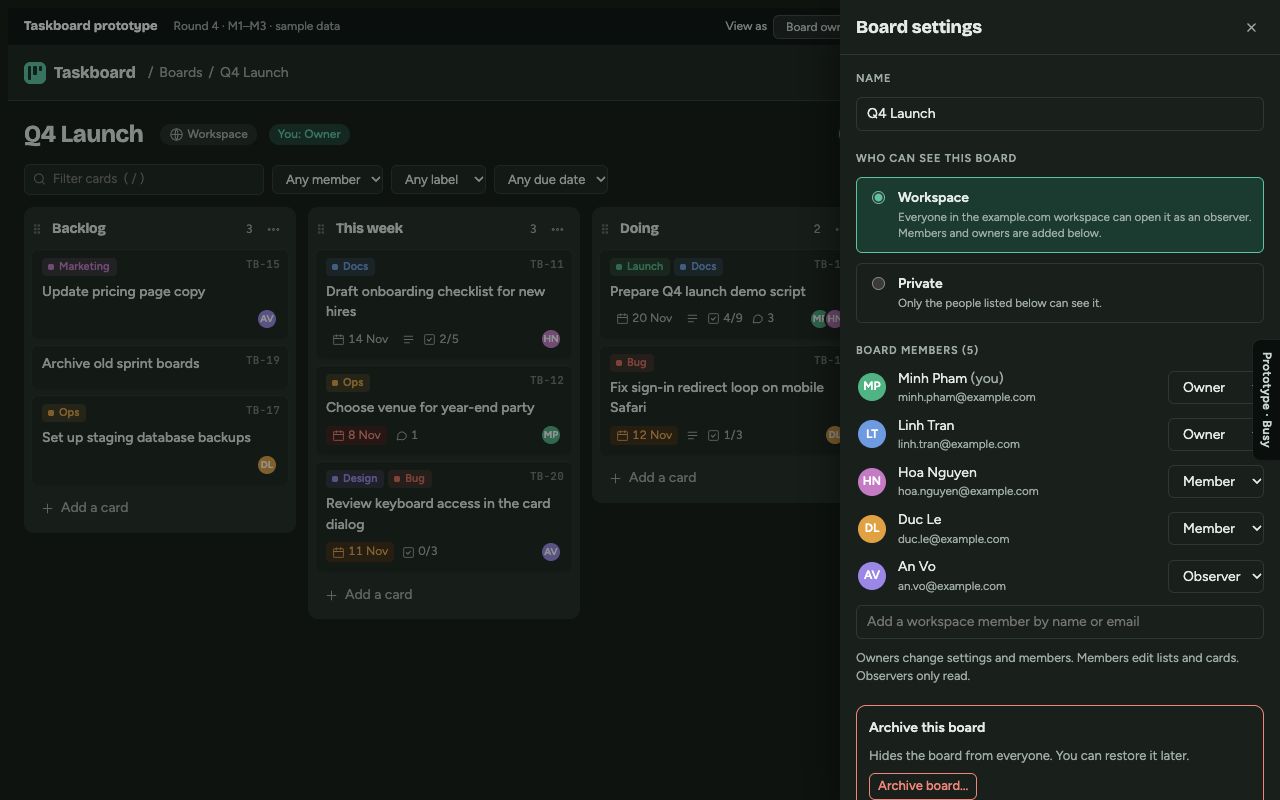 Taskboard prototype
Round 4 · M1–M3 · sample data
View as
Board
Taskboard
/ Boards / Q4 Launch
Q4 Launch
Workspace
You: Owner
Filter cards ( / )
Any member
Any label
Any due date
Backlog
3
Marketing
TB-15
Update pricing page copy
AV
Archive old sprint boards
TB-19
Ops
TB-17
Set up staging database backups
DL
Add a card
This week
3
Docs
TB-11
Draft onboarding checklist for new
hires
14 Nov
2/5
HN
Ops
TB-12
Choose venue for year-end party
8 Nov
1
MP
Design
Bug
TB-20
Review keyboard access in the card
dialog
11 Nov
0/3
AV
Add a card
Doing
2
Launch
Docs
Prepare Q4 launch demo script
20 Nov
4/9
3
Bug
Fix sign-in redirect loop on mobile
Safari
12 Nov
1/3
Add a card
Board settings
NAME
Q4 Launch
WHO CAN SEE THIS BOARD
Workspace
Everyone in the example.com workspace can open it as an observer.
Members and owners are added below.
Private
Only the people listed below can see it.
BOARD MEMBERS (5)
MP
Minh Pham (you)
minh.pham@example.com
Owner
LT
Linh Tran
linh.tran@example.com
Owner
HN
Hoa Nguyen
hoa.nguyen@example.com
Member
DL
Duc Le
duc.le@example.com
Member
AV
An Vo
an.vo@example.com
Observer
Add a workspace member by name or email
Owners change settings and members. Members edit lists and cards.
Observers only read.
Archive this board
Hides the board from everyone. You can restore it later.
Archive board…
Prototype · Busy